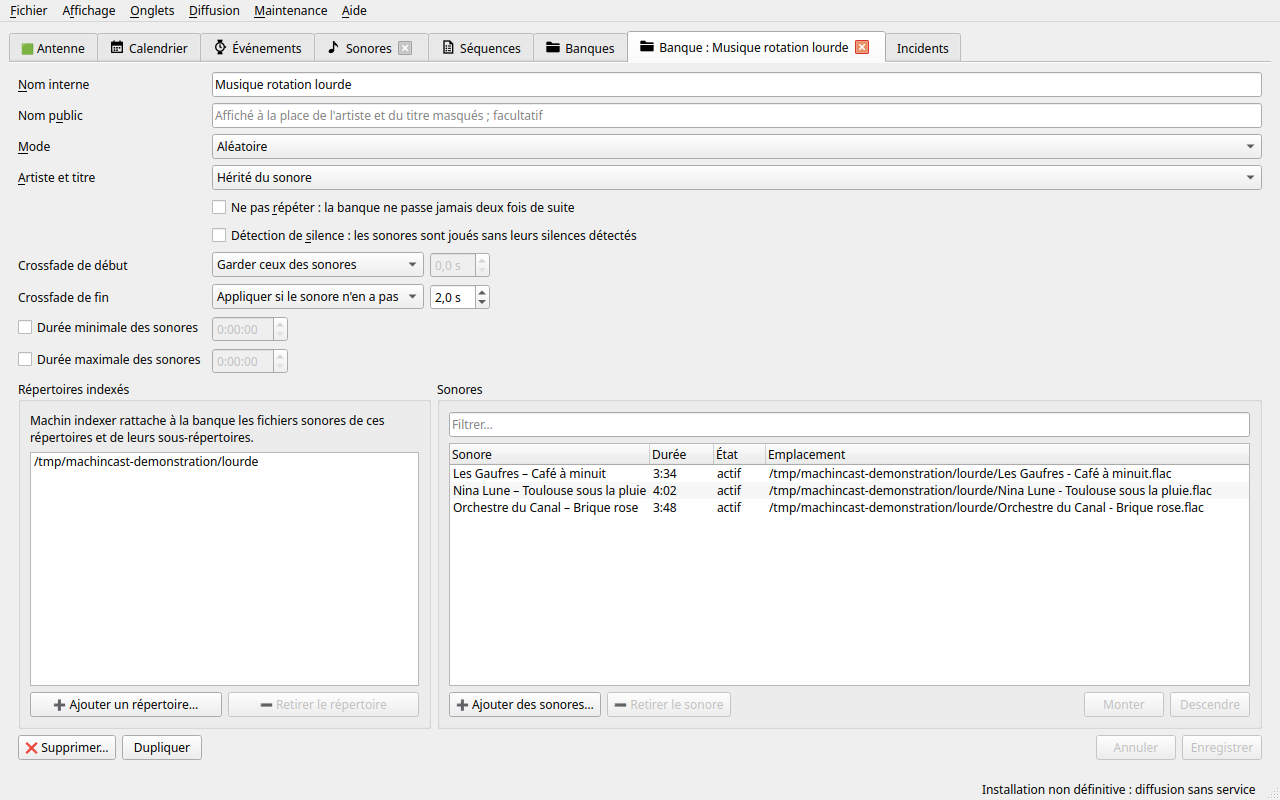 Fichier Affichage Onglets Diffusion Maintenance Aide
Antenne Calendrier Événements Sonores Séquences Banques Banque : Musique rotation lourde Incidents
Nom interne Musique rotation lourde
Nom public Affiché à la place de l'artiste et du titre masqués ; facultatif
Mode Aléatoire
Artiste et titre Hérité du sonore
Ne pas répéter : la banque ne passe jamais deux fois de suite
Détection de silence : les sonores sont joués sans leurs silences détectés
Crossfade de début Garder ceux des sonores 0,0 s
Crossfade de fin Appliquer si le sonore n'en a pas 2,0 s
Durée minimale des sonores 0:00:00
Durée maximale des sonores 0:00:00
Répertoires indexés
Machin indexer rattache à la banque les fichiers sonores de ces
répertoires et de leurs sous-répertoires.
/tmp/machincast-demonstration/lourde
Ajouter un répertoire... Retirer le répertoire
Sonores
Filtrer...
Sonore Durée État Emplacement
Les Gaufres – Café à minuit 3:34 actif /tmp/machincast-demonstration/lourde/Les Gaufres - Café à minuit.flac
Nina Lune – Toulouse sous la pluie 4:02 actif /tmp/machincast-demonstration/lourde/Nina Lune - Toulouse sous la pluie.flac
Orchestre du Canal – Brique rose 3:48 actif /tmp/machincast-demonstration/lourde/Orchestre du Canal - Brique rose.flac
Ajouter des sonores... Retirer le sonore Monter Descendre
Supprimer... Dupliquer Annuler Enregistrer
Installation non définitive : diffusion sans service